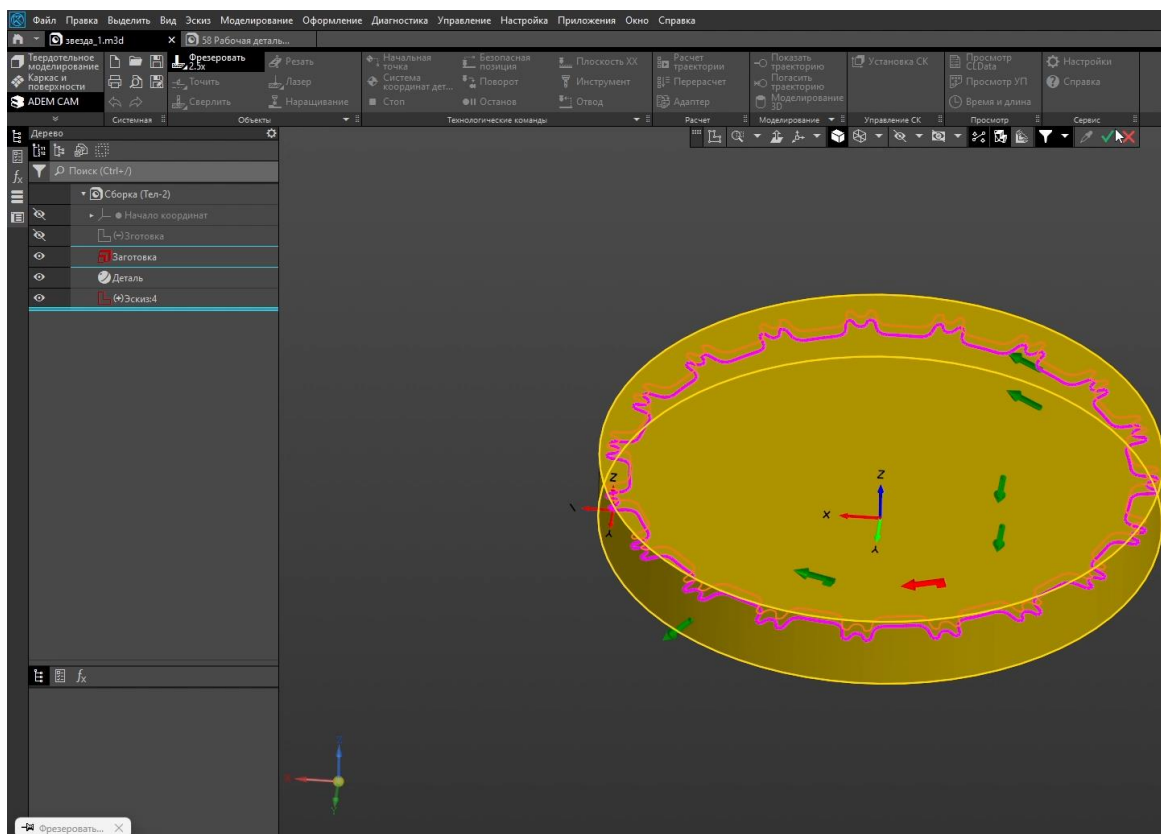 Файл Правка Выделить Вид Эскиз Моделирование Оформление Диагностика Управление Настройка Приложения Окно Справка
звезда_1.m3d
58 Рабочая деталь...
Твердотельное моделирование
Каркас и поверхности
ADEM CAM
Системная
Фрезеровать 2.5x
Точить
Сверлить
Резать
Лазер
Наращивание
Объекты
Начальная точка
Система координат дет...
Стоп
Безопасная позиция
Поворот
Останов
Плоскость ХХ
Инструмент
Отвод
Технологические команды
Расчет траектории
Перерасчет
Адаптер
Расчет
Показать траекторию
Погасить траекторию
Моделирование 3D
Моделирование
Установка СК
Управление СК
Просмотр CLData
Просмотр УП
Время и длина
Просмотр
Настройки
Справка
Сервис
Дерево
Поиск (Ctrl+/)
Сборка (Тел-2)
Начало координат
(-)Зготовка
Заготовка
Деталь
(+)Эскиз:4
Z
Y
Z
X
Y
X
Фрезеровать...